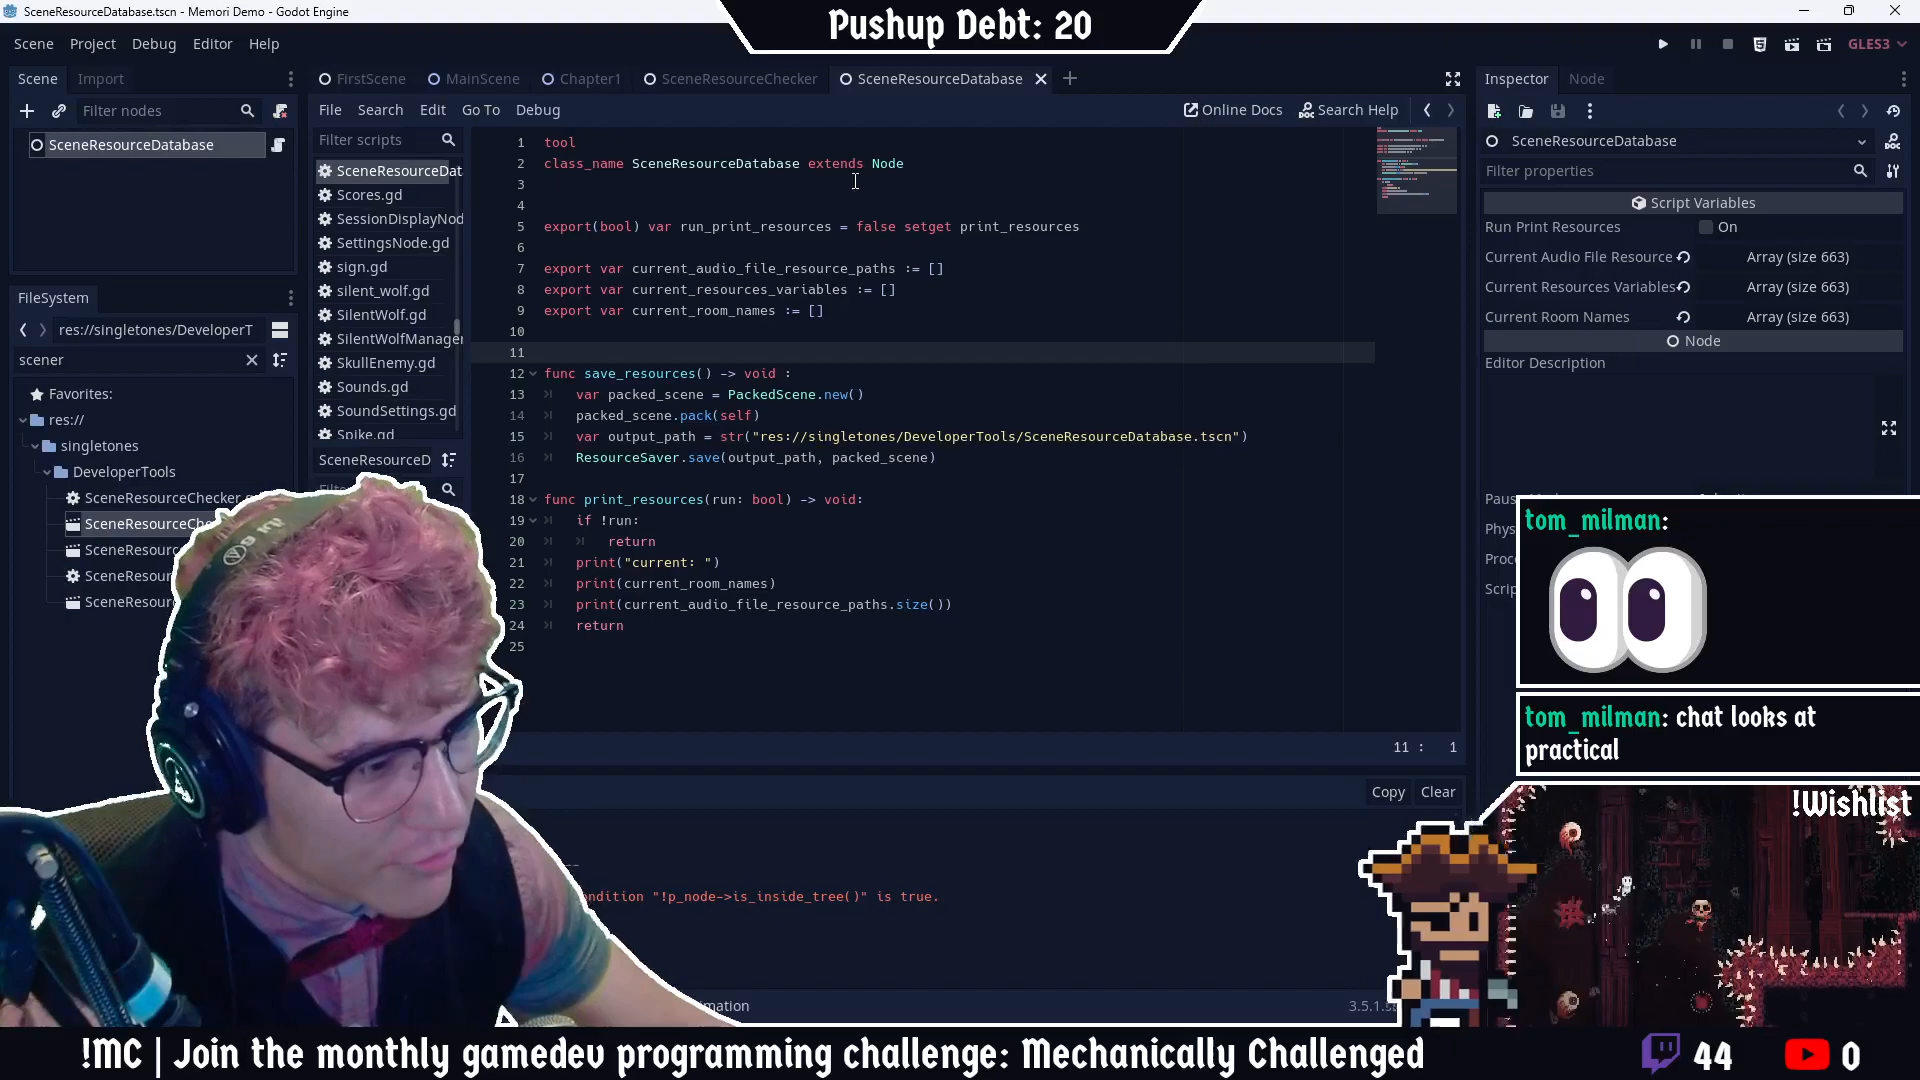 SceneResourceDatabase.tscn - Memori Demo - Godot Engine
Pushup Debt: 20
Scene Project Debug Editor Help
GLES3
Scene Import
FirstScene MainScene Chapter1 SceneResourceChecker SceneResourceDatabase
Inspector Node
Filter nodes
File Search Edit Go To Debug
Online Docs Search Help
SceneResourceDatabase
Filter scripts
SceneResourceDat
Scores.gd
SessionDisplayNod
SettingsNode.gd
sign.gd
silent_wolf.gd
SilentWolf.gd
SilentWolfManager
SkullEnemy.gd
Sounds.gd
SoundSettings.gd
Spike.gd
SceneResourceD
1 tool
2 class_name SceneResourceDatabase extends Node
3
4
5 export(bool) var run_print_resources = false setget print_resources
6
7 export var current_audio_file_resource_paths := []
8 export var current_resources_variables := []
9 export var current_room_names := []
10
11
12 func save_resources() -> void :
13 var packed_scene = PackedScene.new()
14 packed_scene.pack(self)
15 var output_path = str("res://singletones/DeveloperTools/SceneResourceDatabase.tscn")
16 ResourceSaver.save(output_path, packed_scene)
17
18 func print_resources(run: bool) -> void:
19 if !run:
20 return
21 print("current: ")
22 print(current_room_names)
23 print(current_audio_file_resource_paths.size())
24 return
25
11 : 1
SceneResourceDatabase
Filter properties
Script Variables
Run Print Resources On
Current Audio File Resource Array (size 663)
Current Resources Variables Array (size 663)
Current Room Names Array (size 663)
Node
Editor Description
FileSystem
res://singletones/DeveloperT
scener
Favorites:
res://
singletones
DeveloperTools
SceneResourceChecker
SceneResourceChe
SceneResourc
SceneResour
SceneResour
Copy Clear
ondition "!p_node->is_inside_tree()" is true.
mation
3.5.1.s
tom_milman:
tom_milman: chat looks at
practical
!Wishlist
!MC | Join the monthly gamedev programming challenge: Mechanically Challenged
44 0